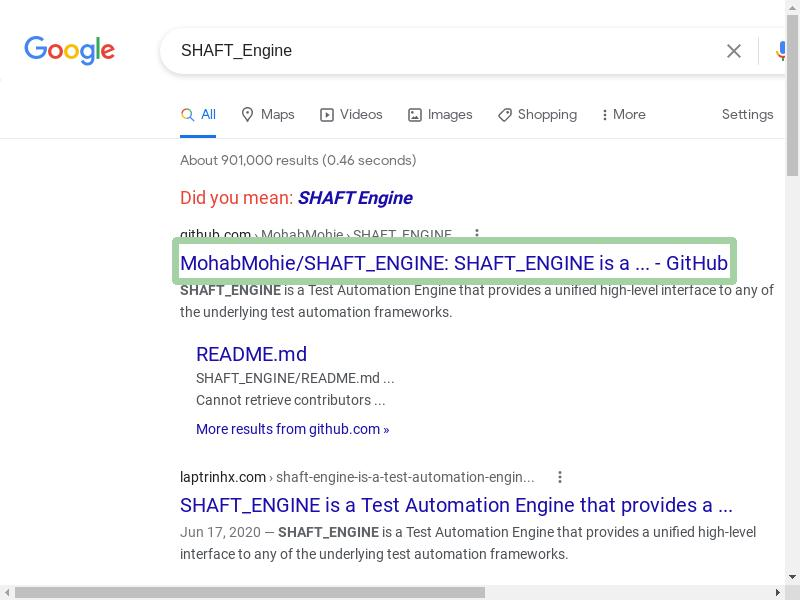 Google
SHAFT_Engine
All Maps Videos Images Shopping More Settings
About 901,000 results (0.46 seconds)
Did you mean: SHAFT Engine
github.com › MohabMohie › SHAFT_ENGINE
MohabMohie/SHAFT_ENGINE: SHAFT_ENGINE is a ... - GitHub
SHAFT_ENGINE is a Test Automation Engine that provides a unified high-level interface to any of
the underlying test automation frameworks.
README.md
SHAFT_ENGINE/README.md ...
Cannot retrieve contributors ...
More results from github.com »
laptrinhx.com › shaft-engine-is-a-test-automation-engin...
SHAFT_ENGINE is a Test Automation Engine that provides a ...
Jun 17, 2020 — SHAFT_ENGINE is a Test Automation Engine that provides a unified high-level
interface to any of the underlying test automation frameworks.